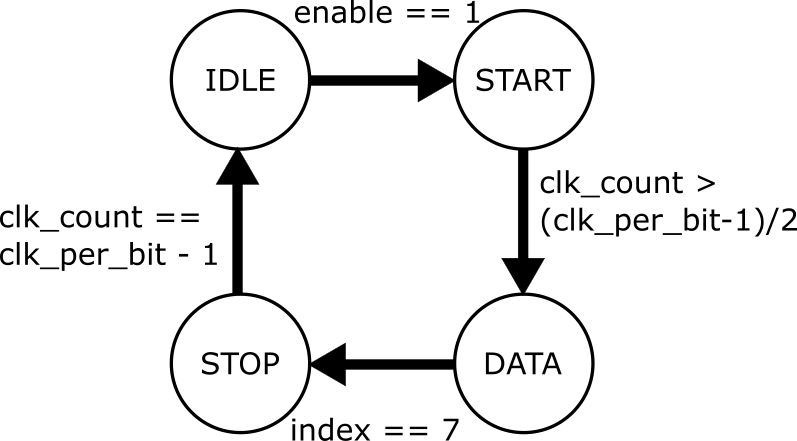 enable == 1
IDLE
START
clk_count >
(clk_per_bit-1)/2
clk_count ==
clk_per_bit - 1
STOP
DATA
index == 7